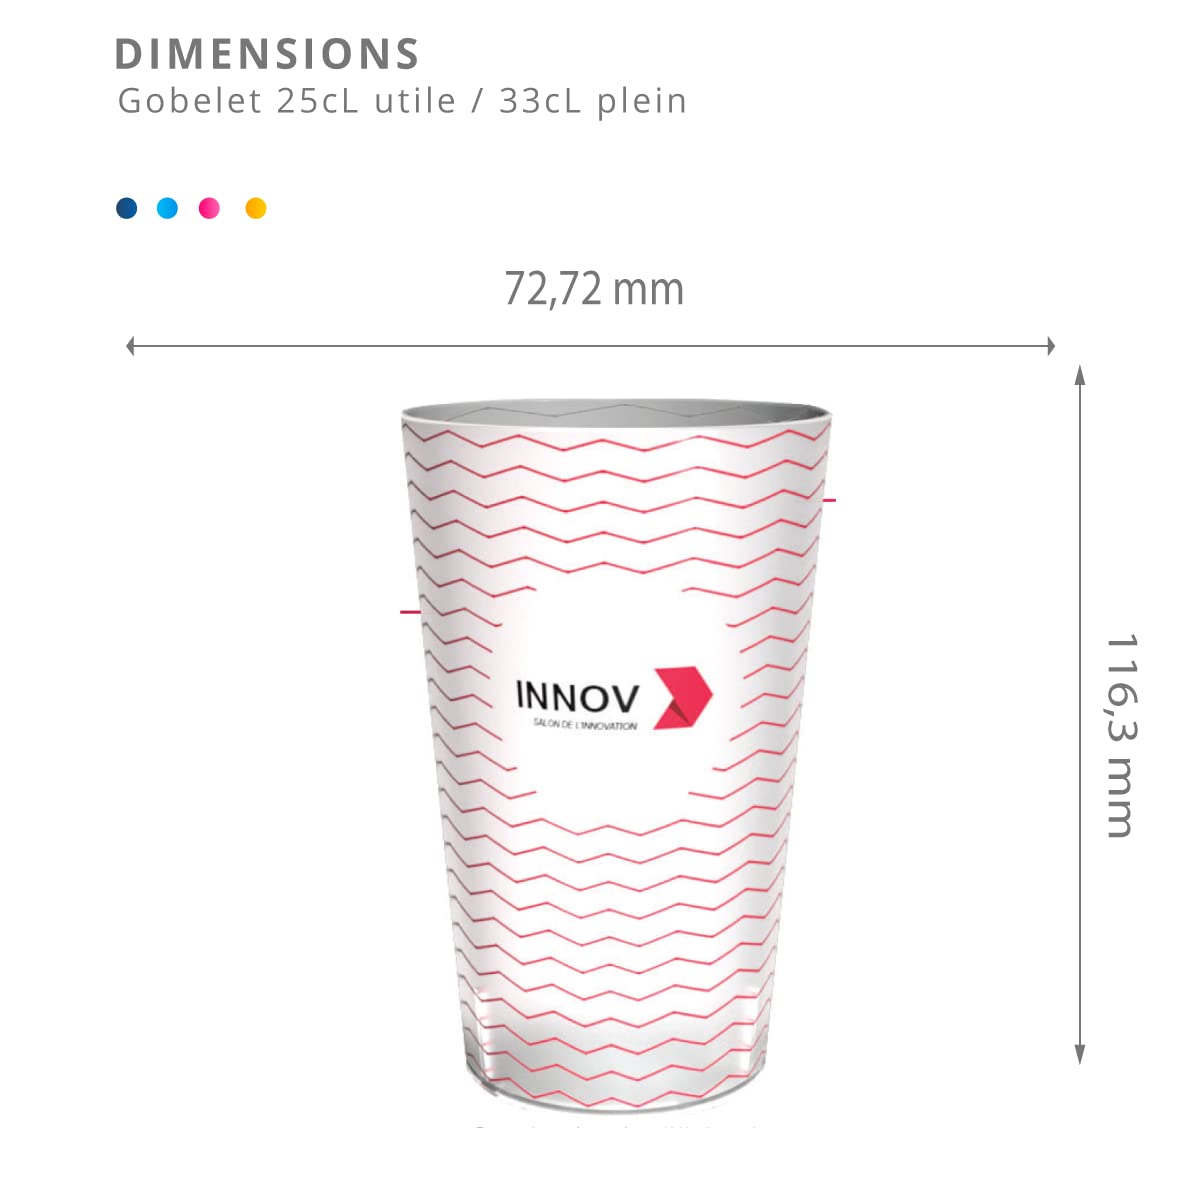 DIMENSIONS
Gobelet 25cL utile / 33cL plein
72,72 mm
116,3 mm
INNOV
SALON DE L'INNOVATION